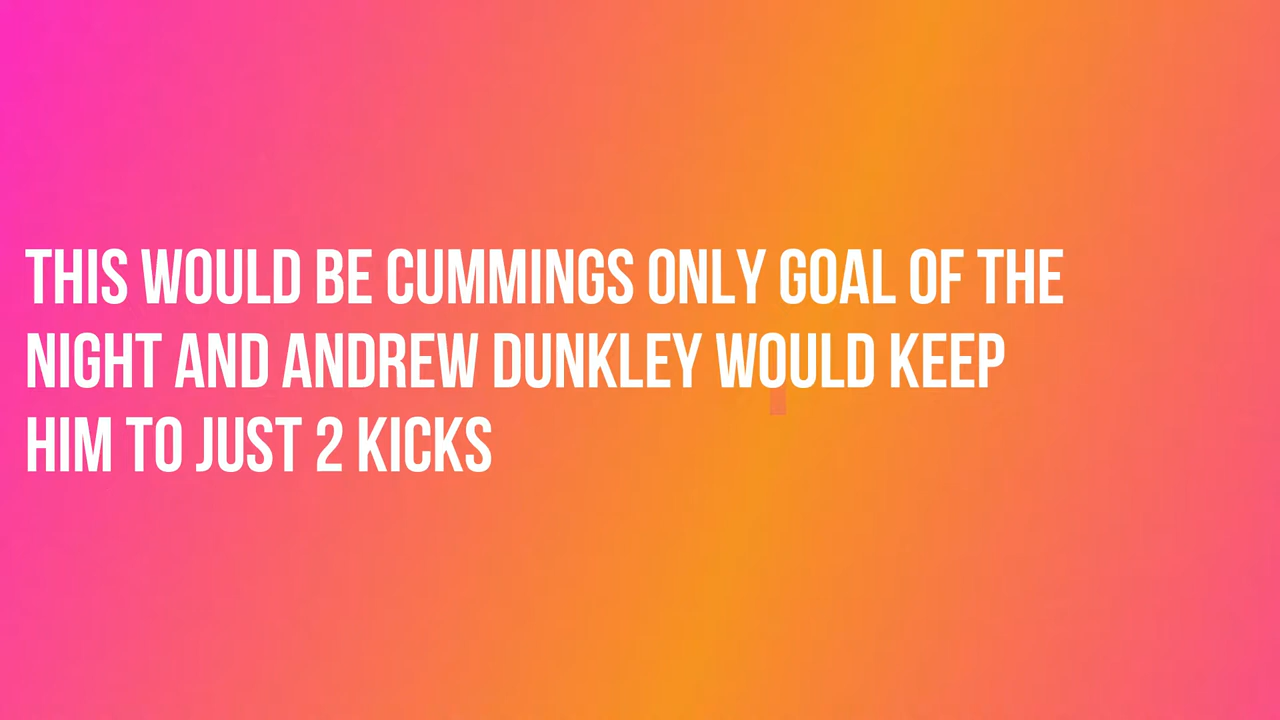 THIS WOULD BE CUMMINGS ONLY GOAL OF THE
NIGHT AND ANDREW DUNKLEY WOULD KEEP
HIM TO JUST 2 KICKS